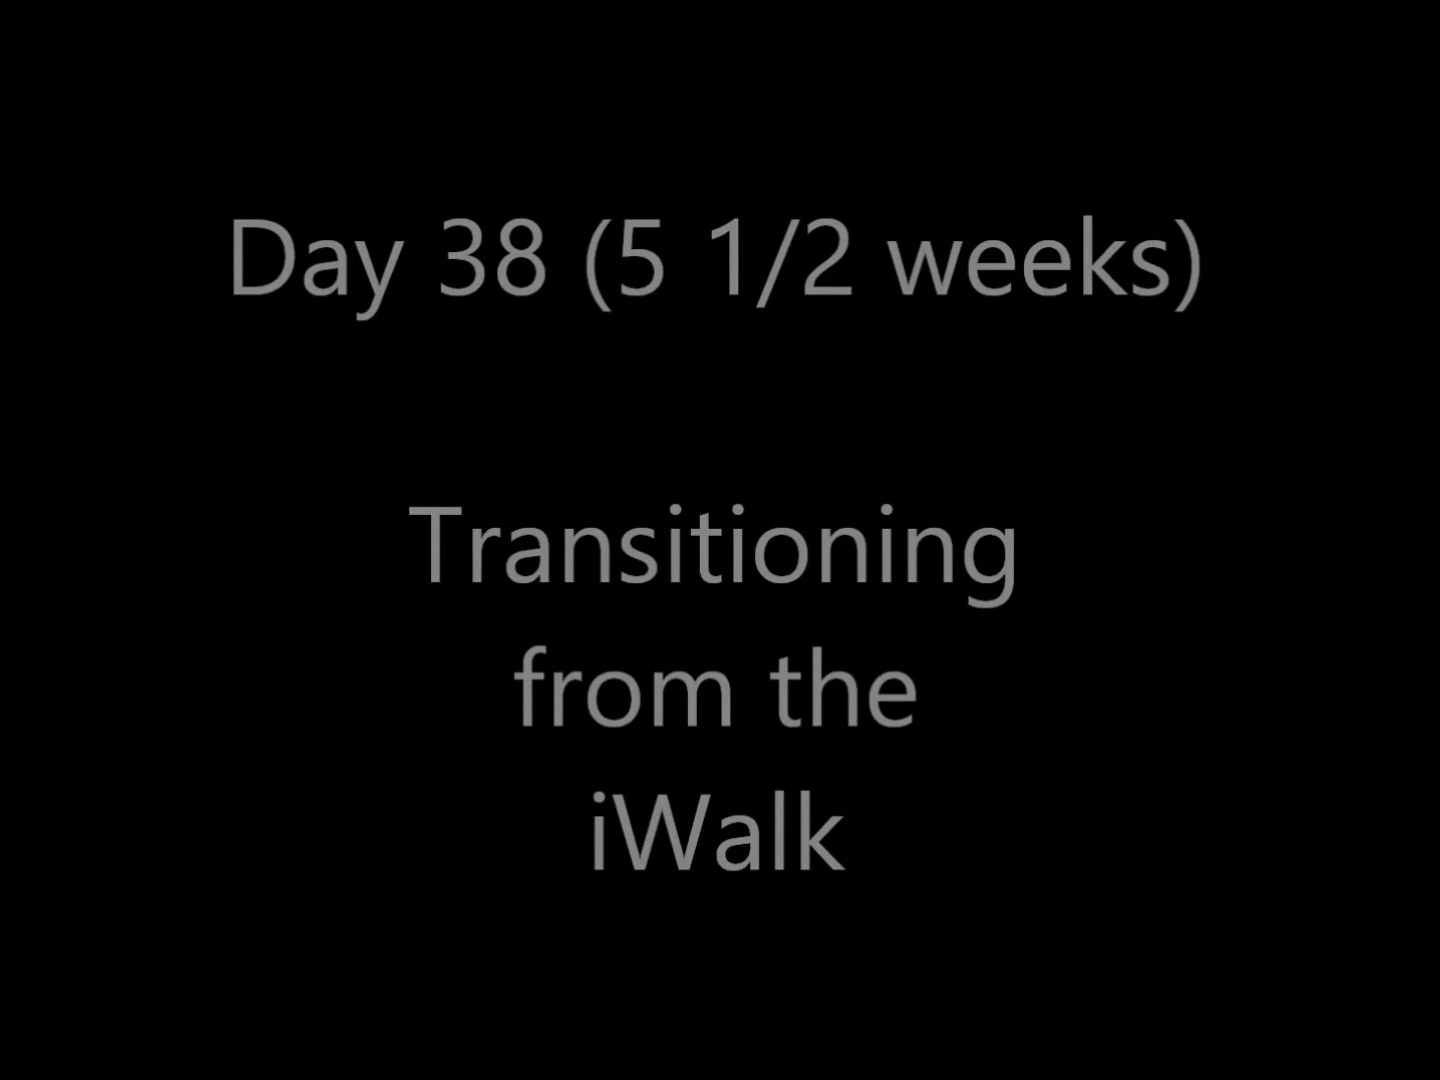 Day 38 (5 1/2 weeks)
Transitioning
from the
iWalk